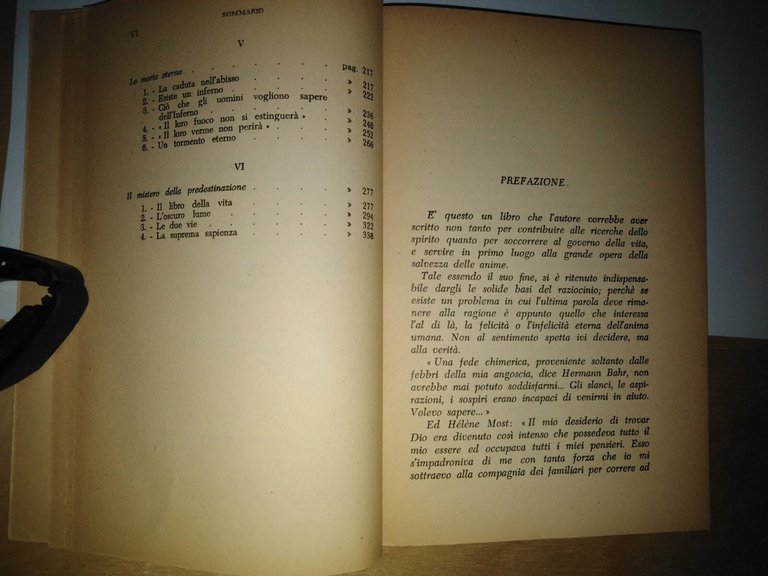 VI
SOMMARIO
V
La morte eterna . . . . . . . pag. 217
1. - La caduta nell'abisso . . . . . » 217
2. - Esiste un inferno . . . . . . » 222
3. - Ciò che gli uomini vogliono sapere
dell'Inferno . . . . . . . » 236
4. - « Il loro fuoco non si estinguerà » . . » 248
5. - « Il loro verme non perirà » . . . » 252
6. - Un tormento eterno . . . . . » 266
VI
Il mistero della predestinazione . . . . » 277
1. - Il libro della vita . . . . . » 277
2. - L'oscuro lume . . . . . . » 294
3. - Le due vie . . . . . . . » 322
4. - La suprema sapienza . . . . . » 338
PREFAZIONE
E' questo un libro che l'autore vorrebbe aver
scritto non tanto per contribuire alle ricerche dello
spirito quanto per soccorrere al governo della vita,
e servire in primo luogo alla grande opera della
salvezza delle anime.
Tale essendo il suo fine, si è ritenuto indispensa-
bile dargli le solide basi del raziocinio; perchè se
esiste un problema in cui l'ultima parola deve rima-
nere alla ragione è appunto quello che interessa
l'al di là, la felicità o l'infelicità eterna dell'anima
umana. Non al sentimento spetta ivi decidere, ma
alla verità.
« Una fede chimerica, proveniente soltanto dalle
febbri della mia angoscia, dice Hermann Bahr, non
avrebbe mai potuto soddisfarmi... Gli slanci, le aspi-
razioni, i sospiri erano incapaci di venirmi in aiuto.
Volevo sapere... »
Ed Hélène Most: « Il mio desiderio di trovar
Dio era divenuto così intenso che possedeva tutto il
mio essere ed occupava tutti i miei pensieri. Esso
s'impadroniva di me con tanta forza che io mi
sottraevo alla compagnia dei familiari per correre ad